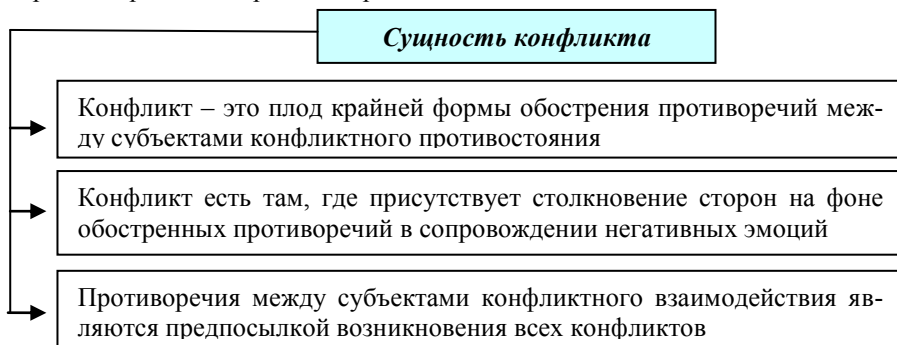 Сущность конфликта
Конфликт – это плод крайней формы обострения противоречий меж-
ду субъектами конфликтного противостояния
Конфликт есть там, где присутствует столкновение сторон на фоне
обостренных противоречий в сопровождении негативных эмоций
Противоречия между субъектами конфликтного взаимодействия яв-
ляются предпосылкой возникновения всех конфликтов